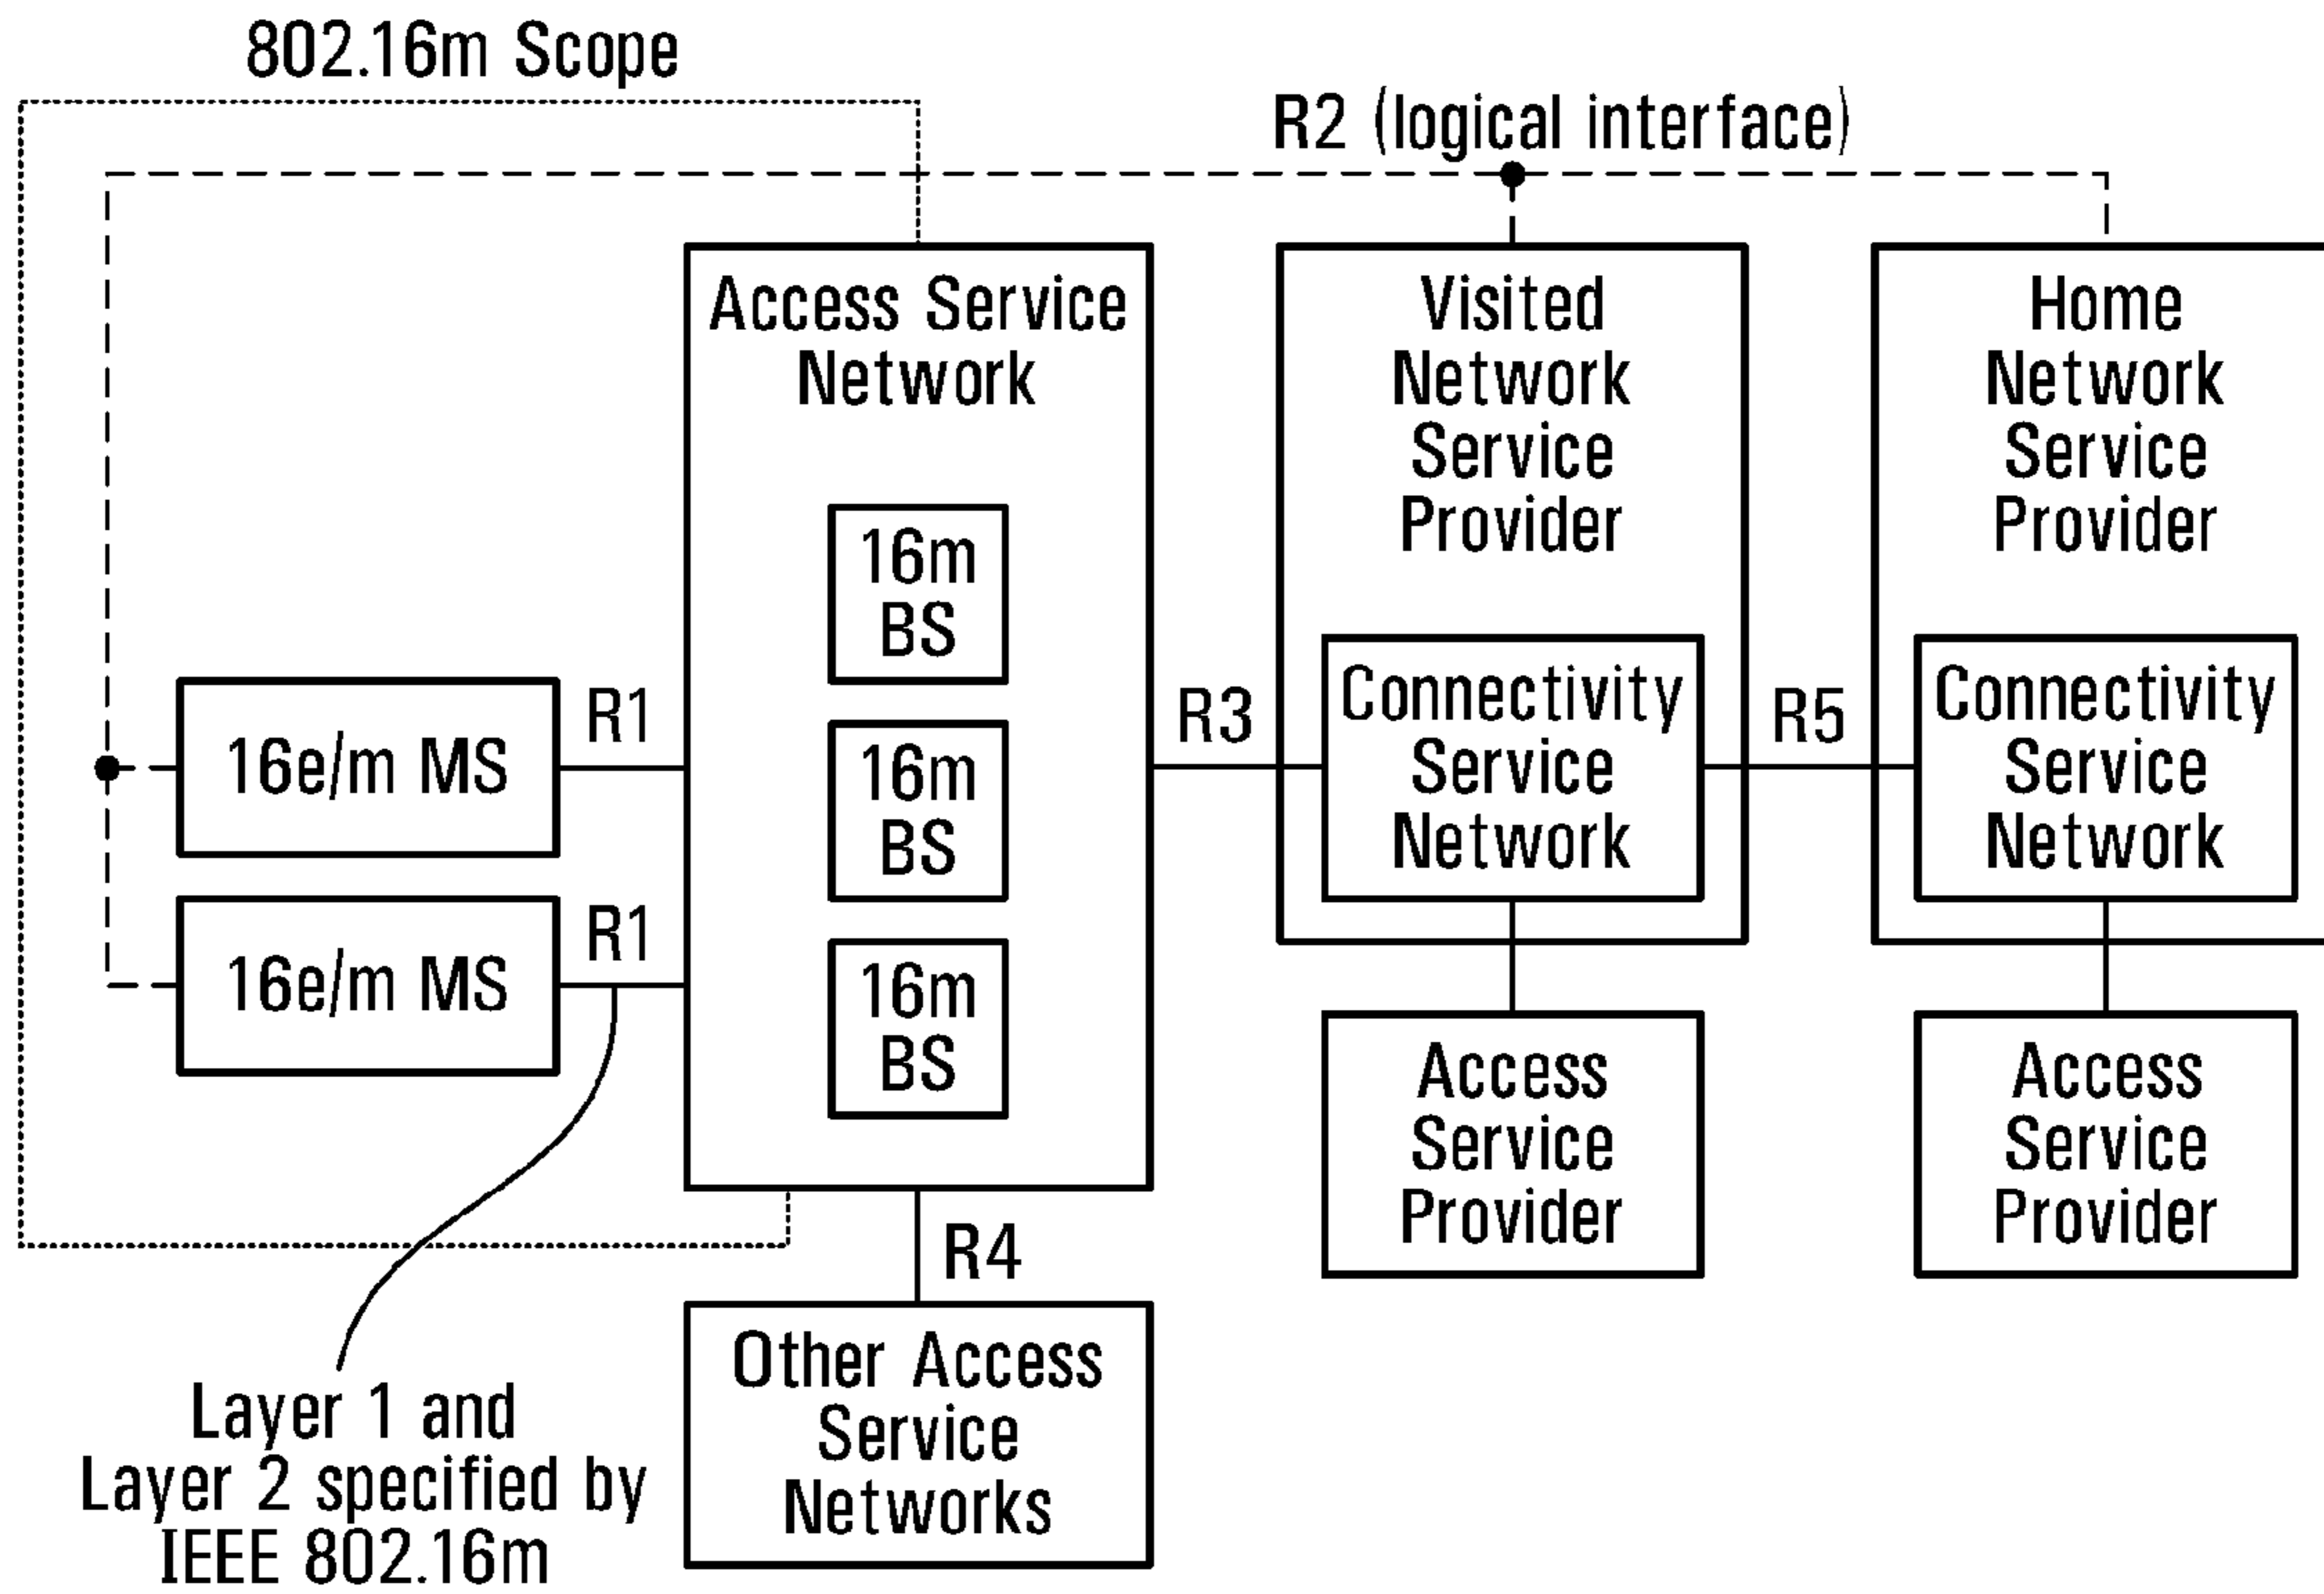 802.16m Scope
R2 (logical interface)
Access Service
Network
16m
BS
16m
BS
16m
BS
Visited
Network
Service
Provider
Home
Network
Service
Provider
16e/m MS
R1
16e/m MS
R1
R3
Connectivity
Service
Network
R5
Connectivity
Service
Network
Access
Service
Provider
Access
Service
Provider
R4
Other Access
Service
Networks
Layer 1 and
Layer 2 specified by
IEEE 802.16m